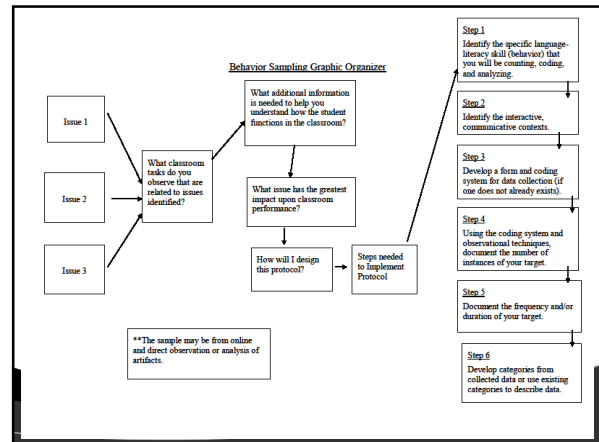 Behavior Sampling Graphic Organizer
Issue 1
Issue 2
Issue 3
What classroom
tasks do you
observe that are
related to issues
identified?
What additional information
is needed to help you
understand how the student
functions in the classroom?
What issue has the greatest
impact upon classroom
performance?
How will I design
this protocol?
Steps needed
to Implement
Protocol
**The sample may be from online
and direct observation or analysis of
artifacts.
Step 1
Identify the specific language-
literacy skill (behavior) that
you will be counting, coding,
and analyzing.
Step 2
Identify the interactive,
communicative contexts.
Step 3
Develop a form and coding
system for data collection (if
one does not already exists).
Step 4
Using the coding system and
observational techniques,
document the number of
instances of your target.
Step 5
Document the frequency and/or
duration of your target.
Step 6
Develop categories from
collected data or use existing
categories to describe data.